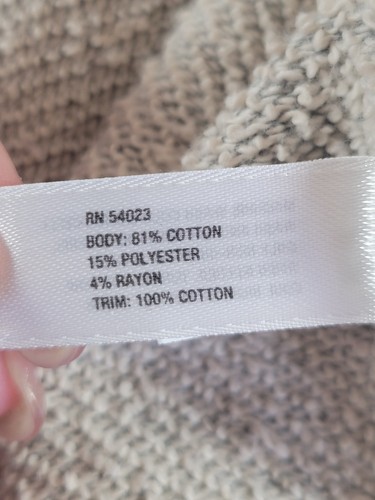 RN 54023
BODY: 81% COTTON
15% POLYESTER
4% RAYON
TRIM: 100% COTTON